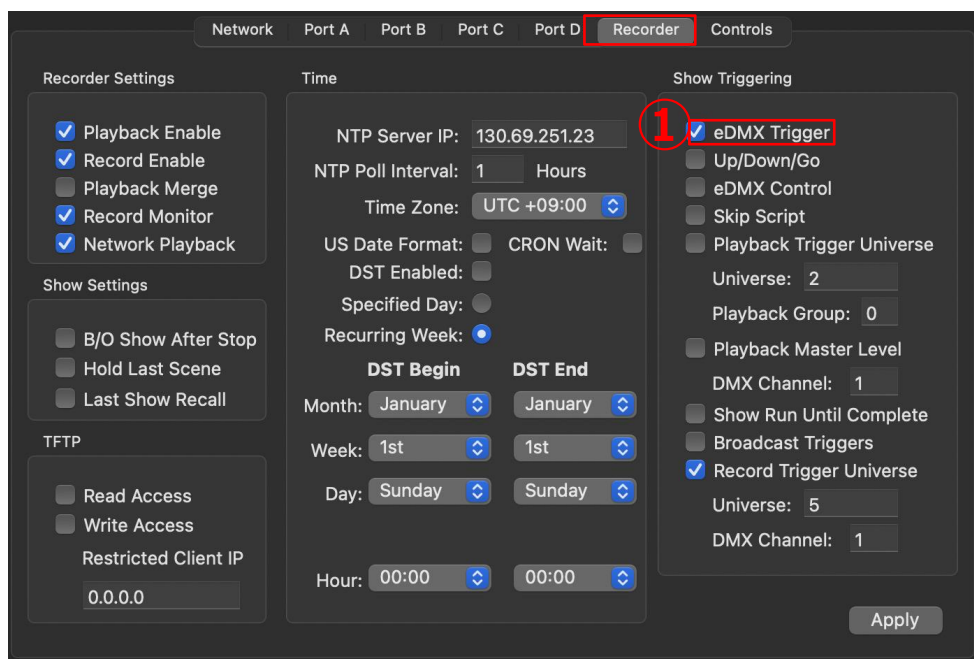 Network Port A Port B Port C Port D Recorder Controls
Recorder Settings
Playback Enable
Record Enable
Playback Merge
Record Monitor
Network Playback
Show Settings
B/O Show After Stop
Hold Last Scene
Last Show Recall
TFTP
Read Access
Write Access
Restricted Client IP
0.0.0.0
Time
NTP Server IP: 130.69.251.23
NTP Poll Interval: 1 Hours
Time Zone: UTC +09:00
US Date Format: CRON Wait:
DST Enabled:
Specified Day:
Recurring Week:
DST Begin DST End
Month: January January
Week: 1st 1st
Day: Sunday Sunday
Hour: 00:00 00:00
Show Triggering
① eDMX Trigger
Up/Down/Go
eDMX Control
Skip Script
Playback Trigger Universe
Universe: 2
Playback Group: 0
Playback Master Level
DMX Channel: 1
Show Run Until Complete
Broadcast Triggers
Record Trigger Universe
Universe: 5
DMX Channel: 1
Apply